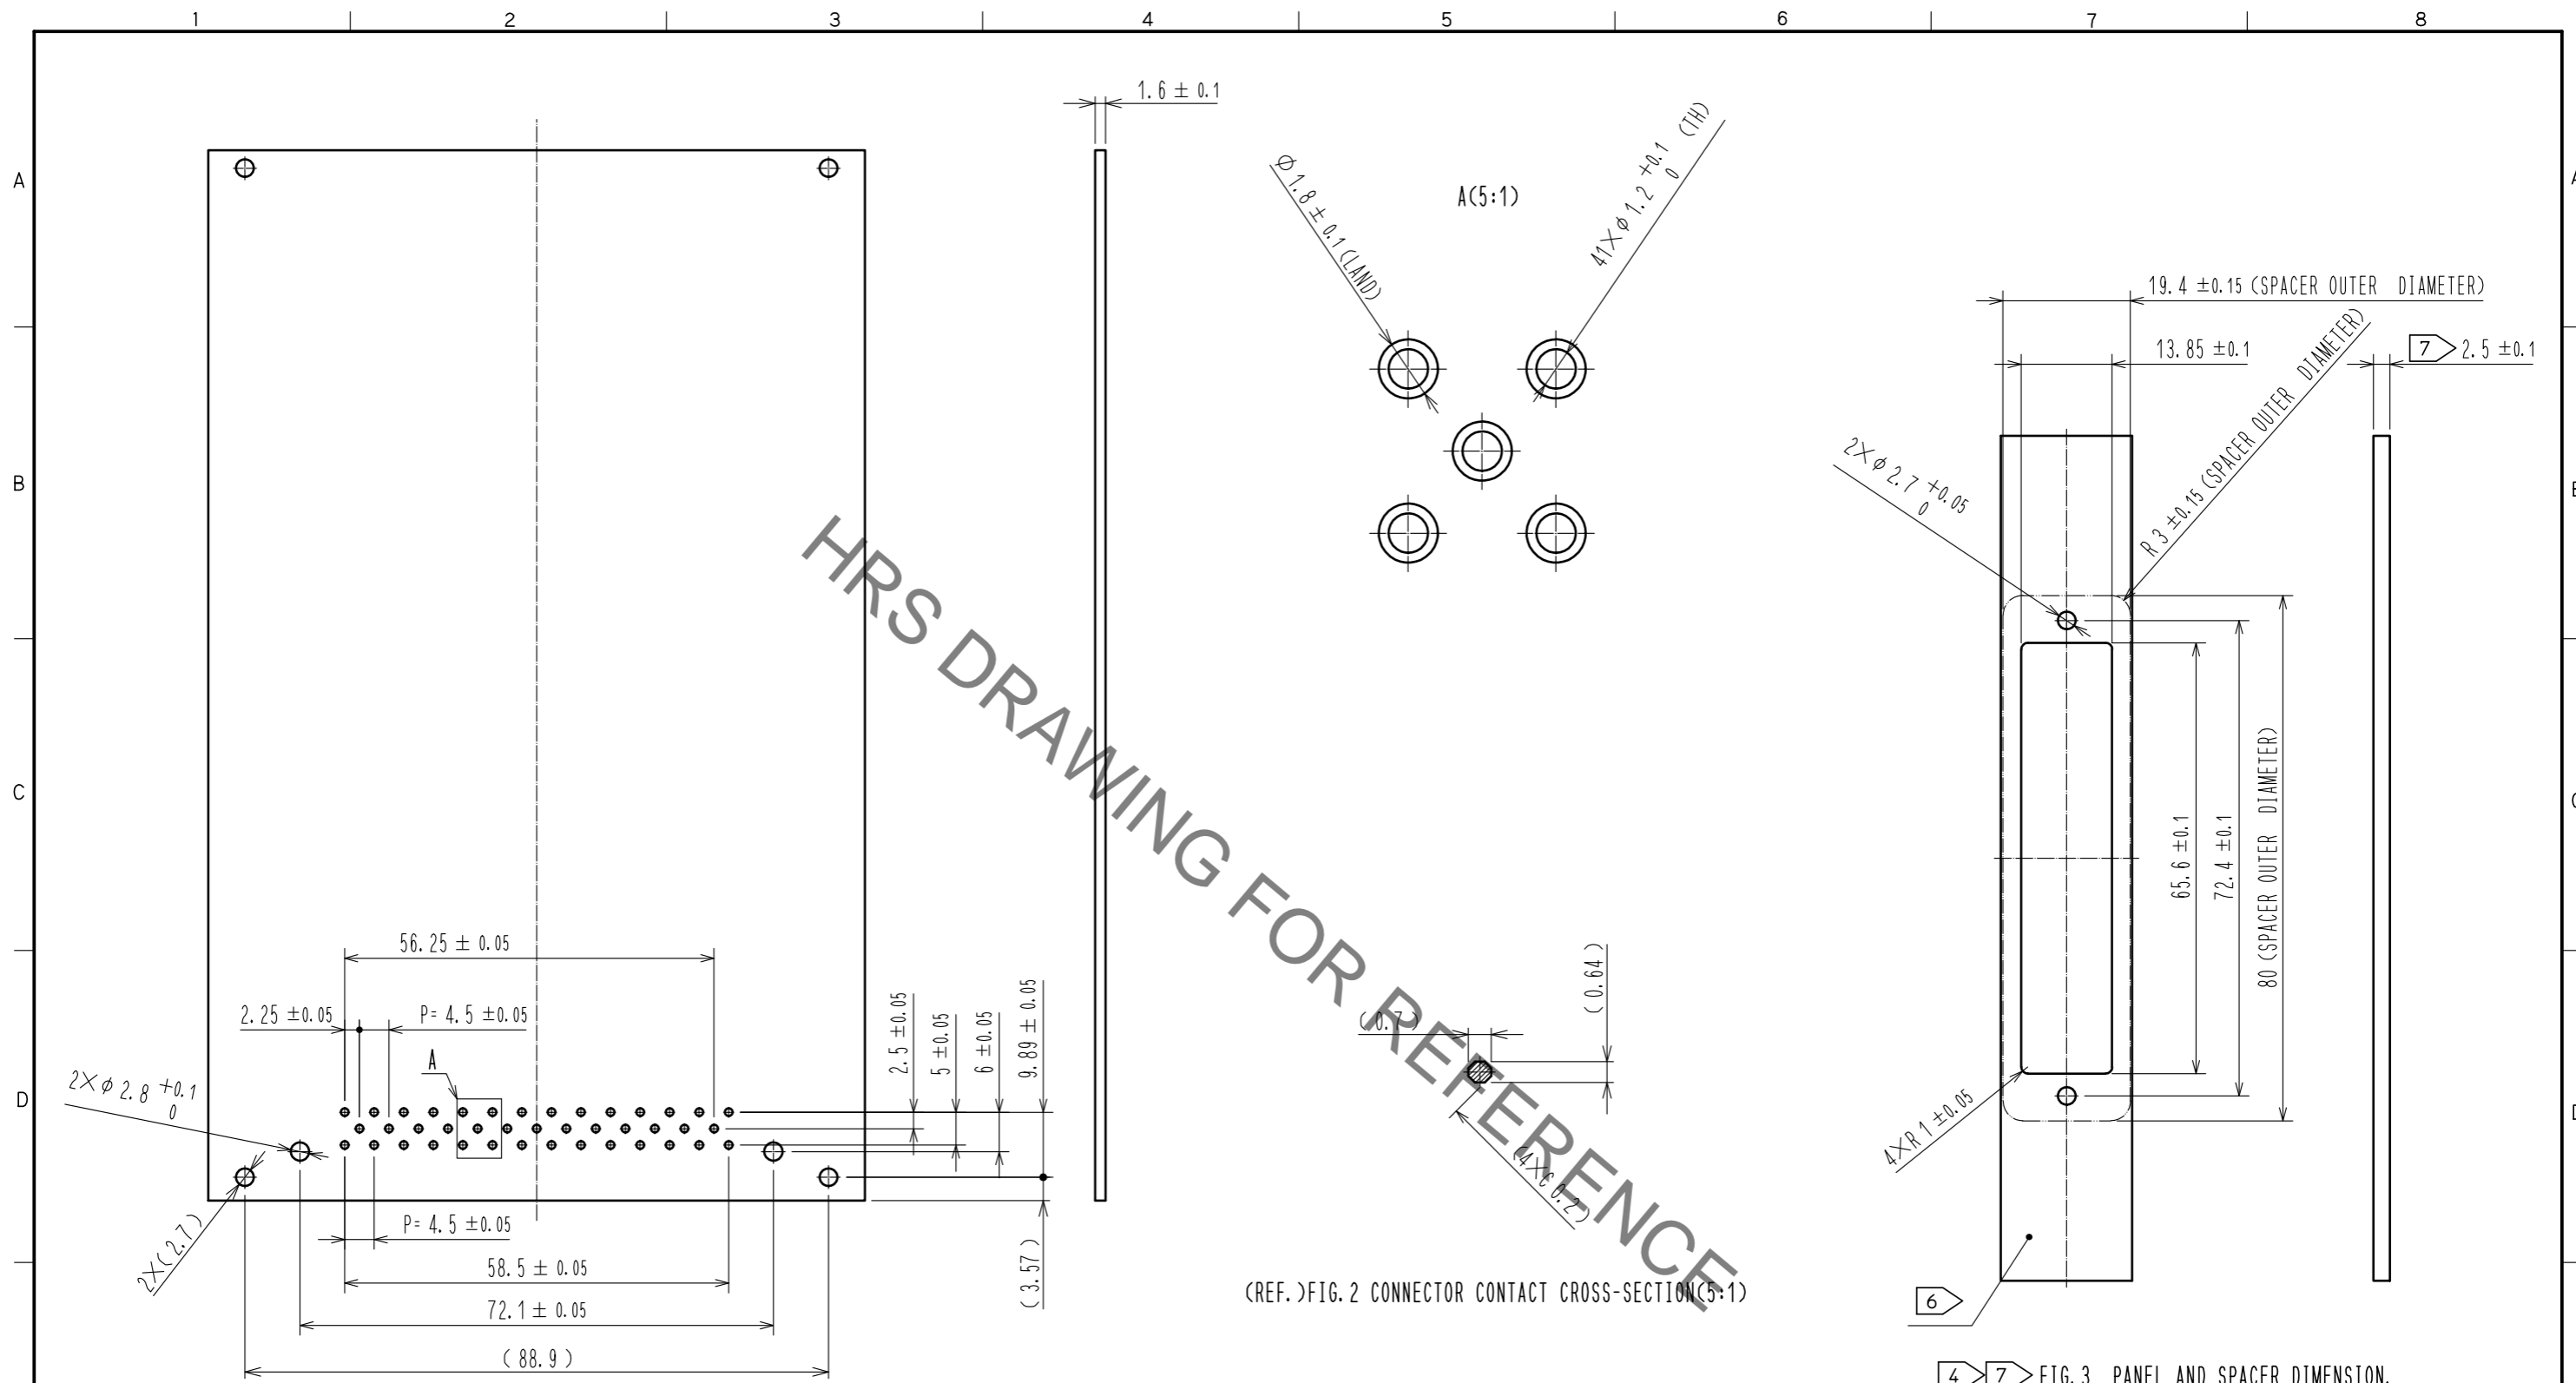 1 2 3 4 5 6 7 8
A
B
C
D
1.6 ± 0.1
Ø1.8 ± 0.1(LAND)
A(5:1)
41×φ1.2 +0.1 0 (TH)
19.4 ±0.15 (SPACER OUTER DIAMETER)
13.85 ±0.1
7 2.5 ±0.1
R3 ±0.15 (SPACER OUTER DIAMETER)
2×φ2.7 +0.05 0
65.6 ±0.1
72.4 ±0.1
80 (SPACER OUTER DIAMETER)
4×R1 ±0.05
6
HRS DRAWING FOR REFERENCE
56.25 ± 0.05
2.25 ±0.05
P= 4.5 ±0.05
A
2×φ2.8 +0.1 0
2.5 ±0.05
5 ±0.05
6 ±0.05
9.89 ± 0.05
2×(2.7)
P= 4.5 ±0.05
58.5 ± 0.05
72.1 ± 0.05
(88.9)
(3.57)
(0.7)
(0.64)
(4×C0.2)
(REF.)FIG.2 CONNECTOR CONTACT CROSS-SECTION(5:1)
4 7 FIG.3 PANEL AND SPACER DIMENSION.